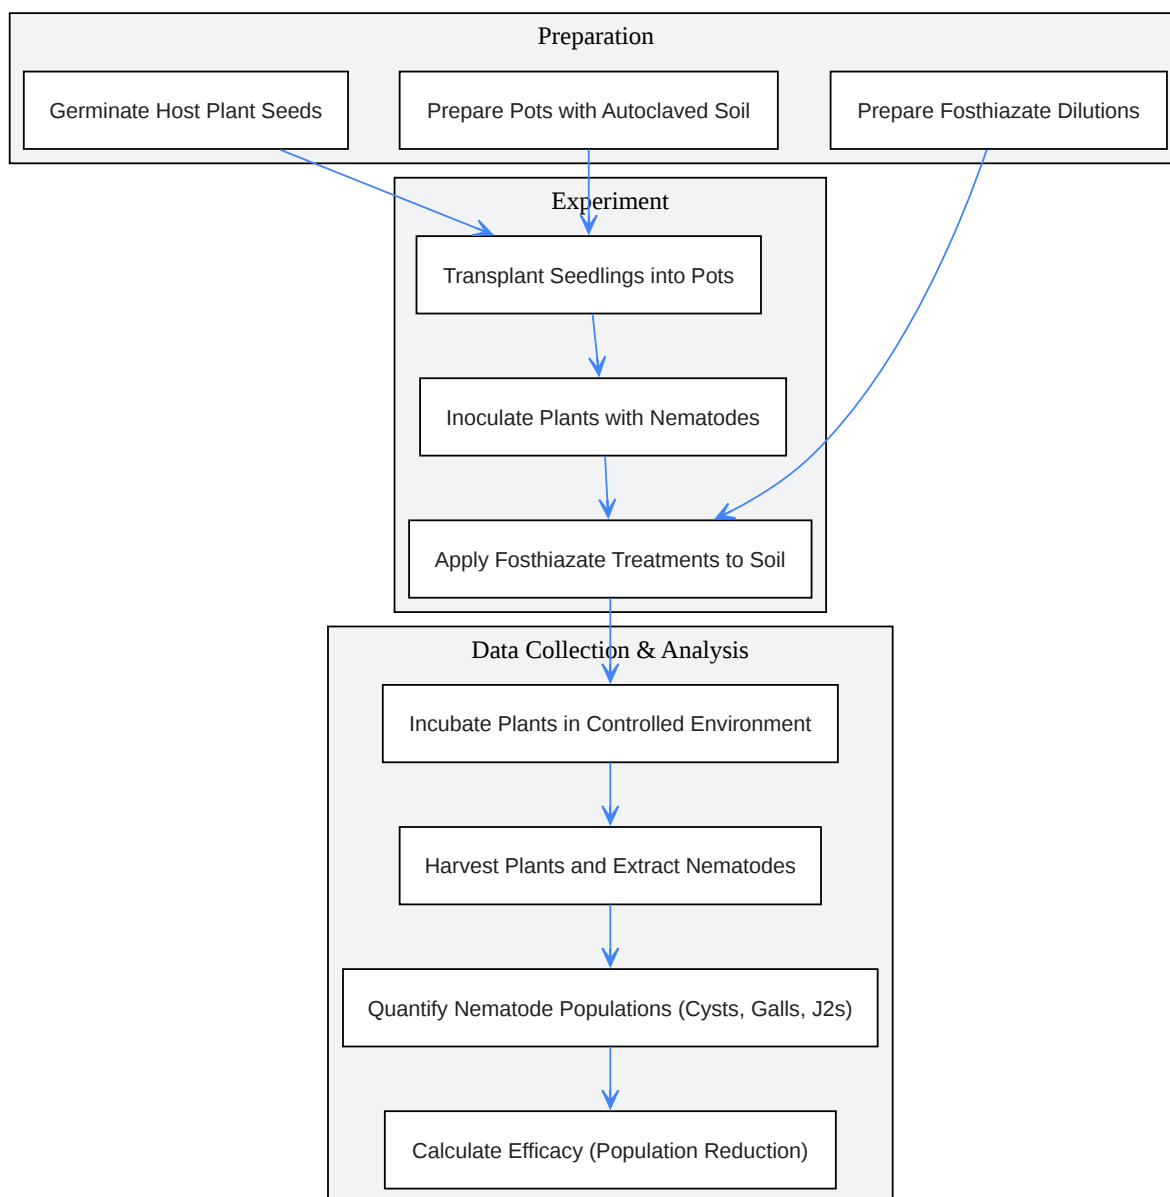 Preparation
Germinate Host Plant Seeds
Prepare Pots with Autoclaved Soil
Prepare Fosthiazate Dilutions
Experiment
Transplant Seedlings into Pots
Inoculate Plants with Nematodes
Apply Fosthiazate Treatments to Soil
Data Collection & Analysis
Incubate Plants in Controlled Environment
Harvest Plants and Extract Nematodes
Quantify Nematode Populations (Cysts, Galls, J2s)
Calculate Efficacy (Population Reduction)